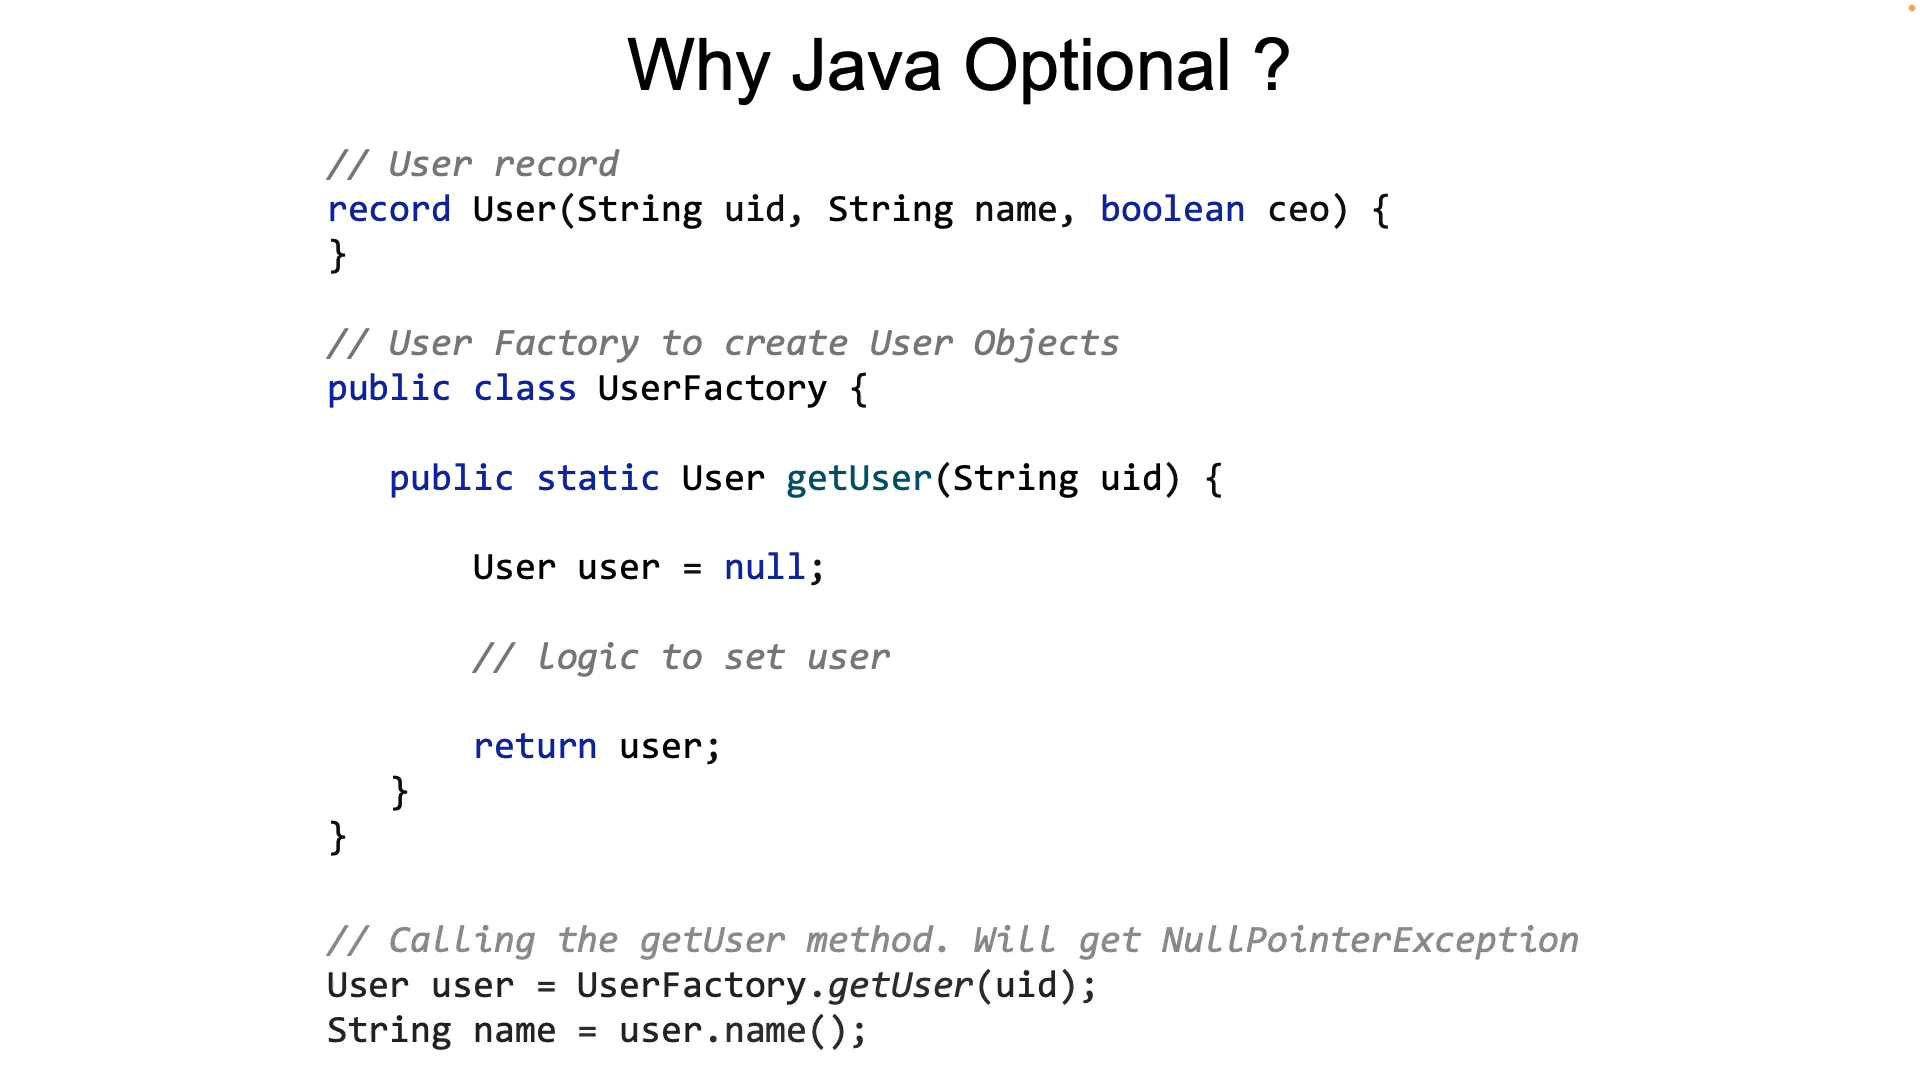 Why Java Optional ?
// User record
record User(String uid, String name, boolean ceo) {
}
// User Factory to create User Objects
public class UserFactory {
public static User getUser(String uid) {
User user = null;
// logic to set user
return user;
}
}
// Calling the getUser method. Will get NullPointerException
User user = UserFactory.getUser(uid);
String name = user.name();